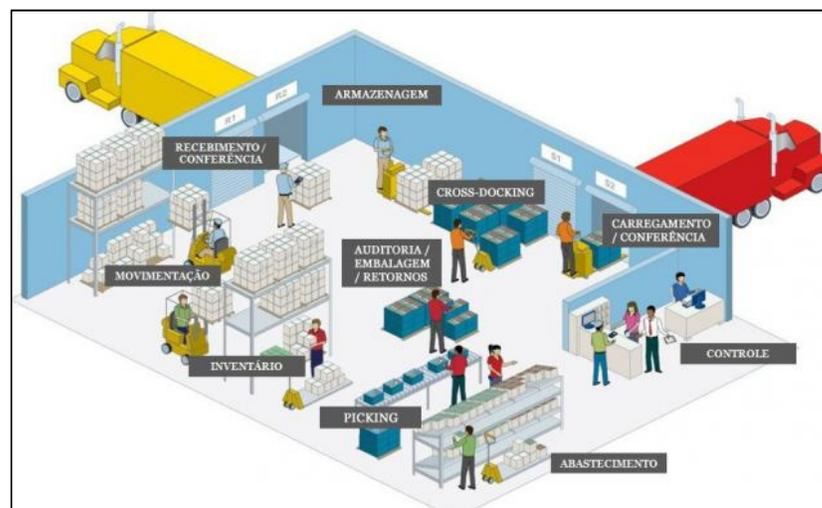 ARMAZENAGEM
R1
R2
RECEBIMENTO /
CONFERÊNCIA
S1
S2
CROSS-DOCKING
CARREGAMENTO
/ CONFERÊNCIA
AUDITORIA /
EMBALAGEM
/ RETORNOS
MOVIMENTAÇÃO
CONTROLE
INVENTÁRIO
PICKING
ABASTECIMENTO